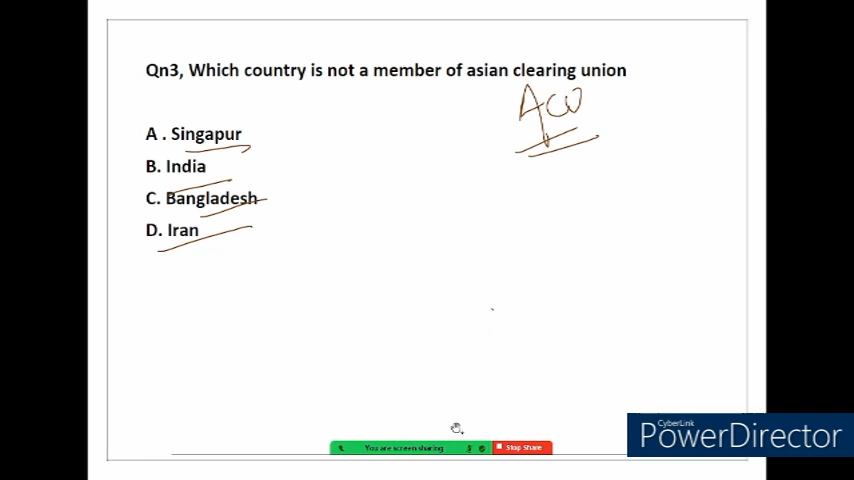 Qn3, Which country is not a member of asian clearing union
ACU
A . Singapur
B. India
C. Bangladesh
D. Iran
You are screen sharing
Stop Share
CyberLink
PowerDirector